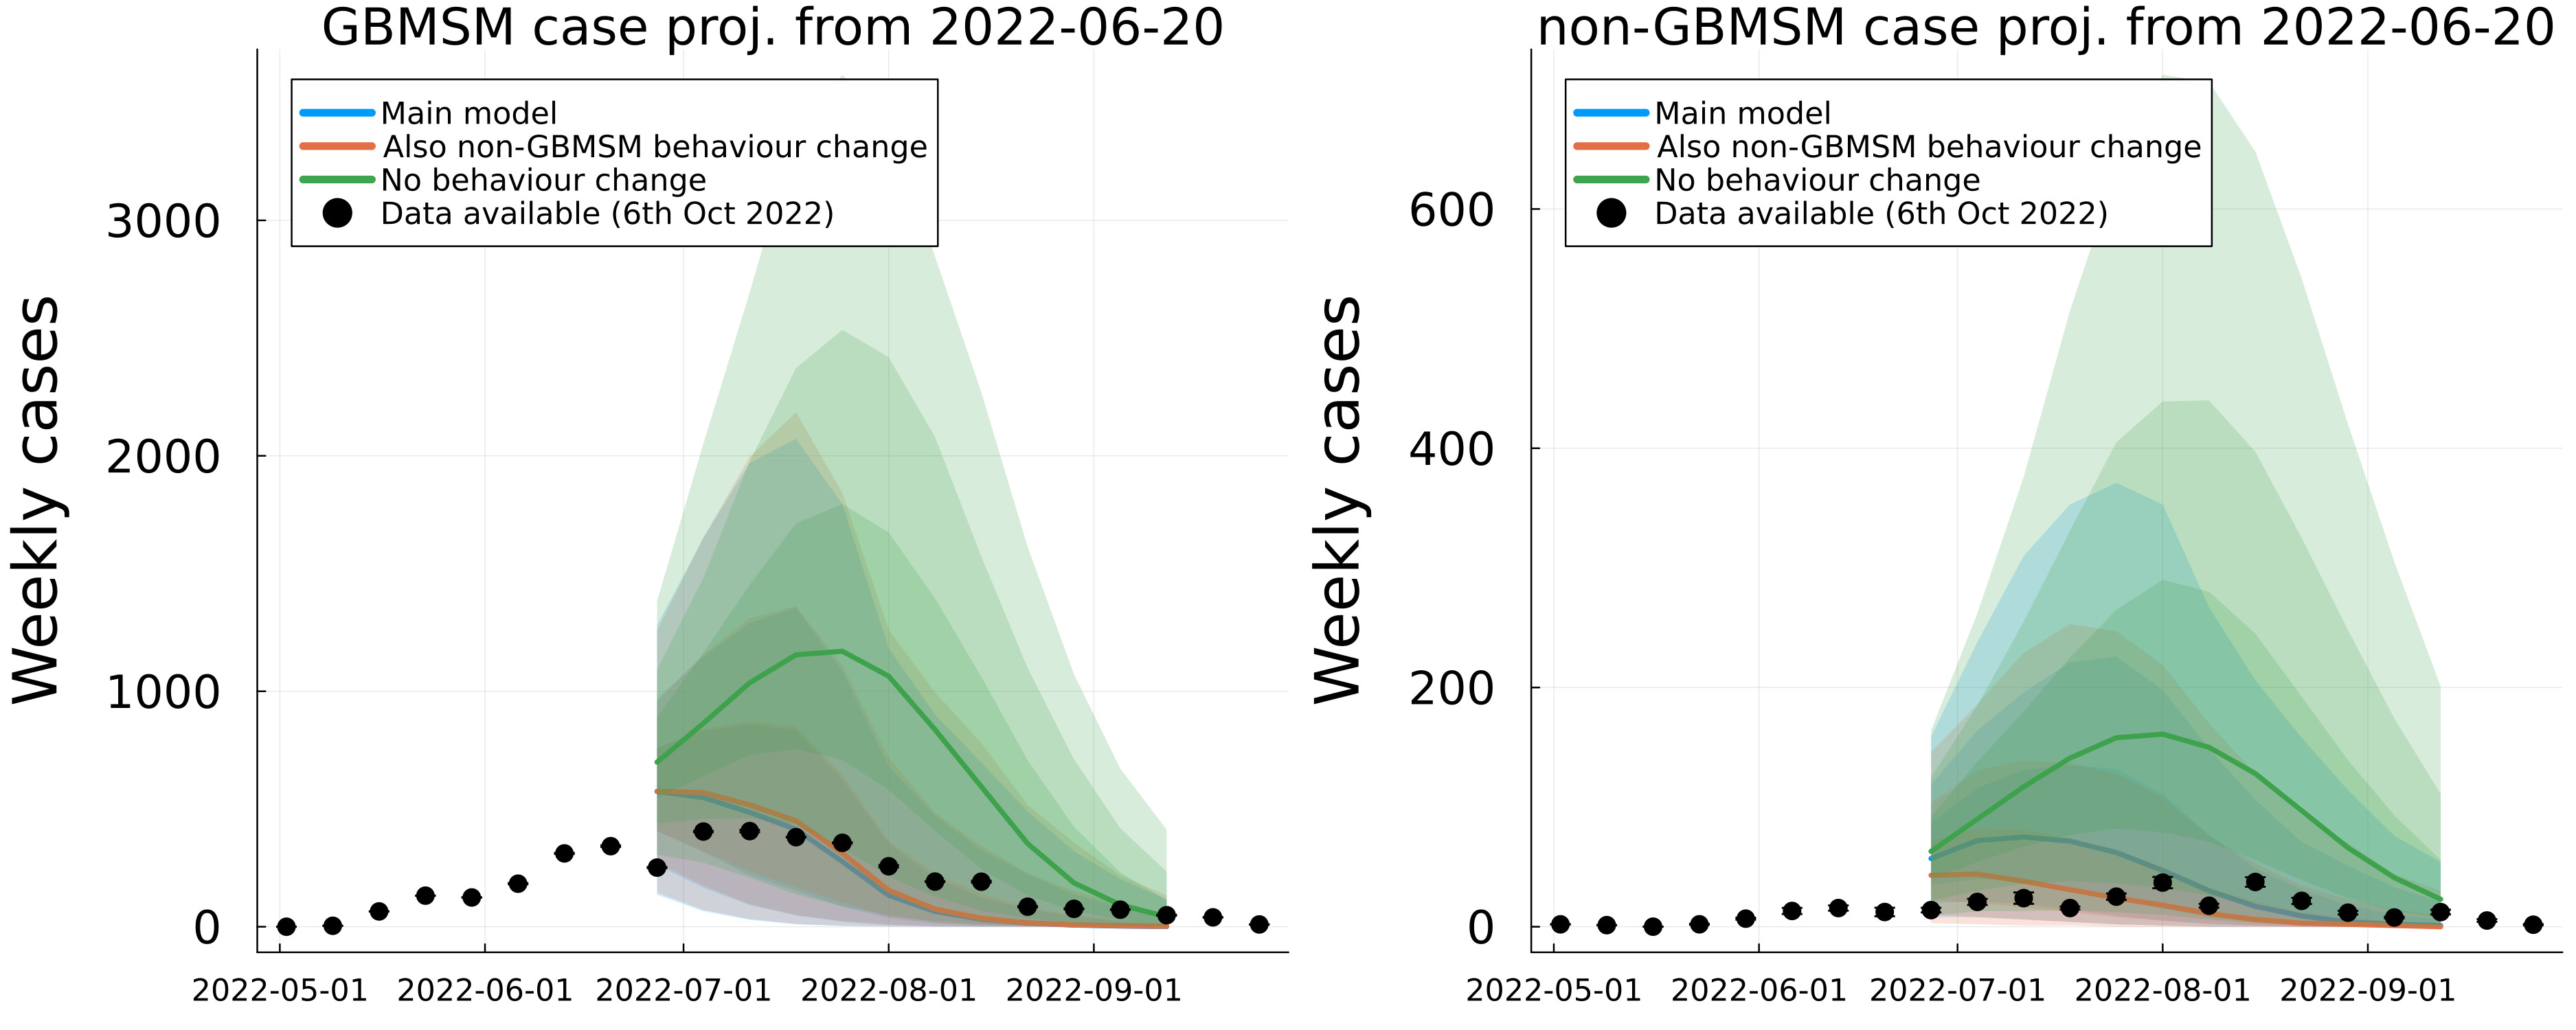 GBMSM case proj. from 2022-06-20
Main model
Also non-GBMSM behaviour change
No behaviour change
Data available (6th Oct 2022)
Weekly cases
3000
2000
1000
0
2022-05-01 2022-06-01 2022-07-01 2022-08-01 2022-09-01
non-GBMSM case proj. from 2022-06-20
Main model
Also non-GBMSM behaviour change
No behaviour change
Data available (6th Oct 2022)
Weekly cases
600
400
200
0
2022-05-01 2022-06-01 2022-07-01 2022-08-01 2022-09-01